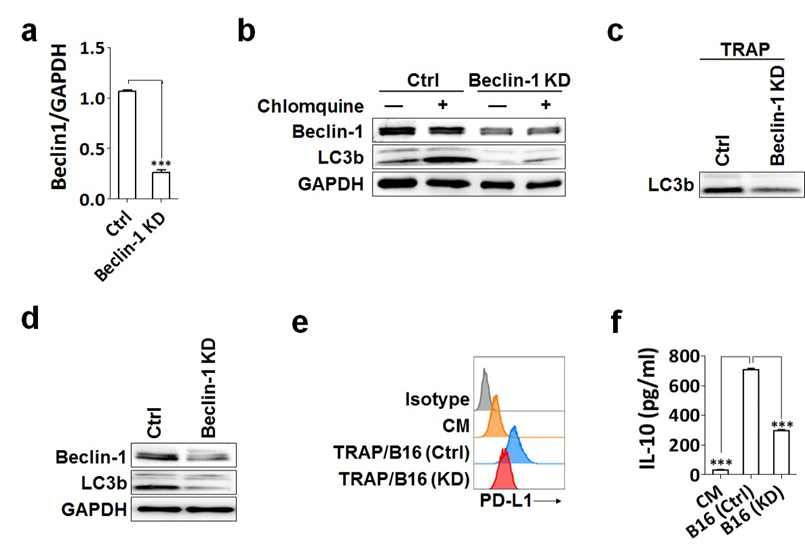 a
Beclin1/GAPDH
1.5
1.0
0.5
0.0
***
Ctrl
Beclin-1 KD
b
Ctrl
Beclin-1 KD
Chlomquine
— + — +
Beclin-1
LC3b
GAPDH
c
TRAP
Ctrl
Beclin-1 KD
LC3b
d
Ctrl
Beclin-1 KD
Beclin-1
LC3b
GAPDH
e
Isotype
CM
TRAP/B16 (Ctrl)
TRAP/B16 (KD)
PD-L1
f
IL-10 (pg/ml)
800
600
400
200
0
***
***
CM
B16 (Ctrl)
B16 (KD)